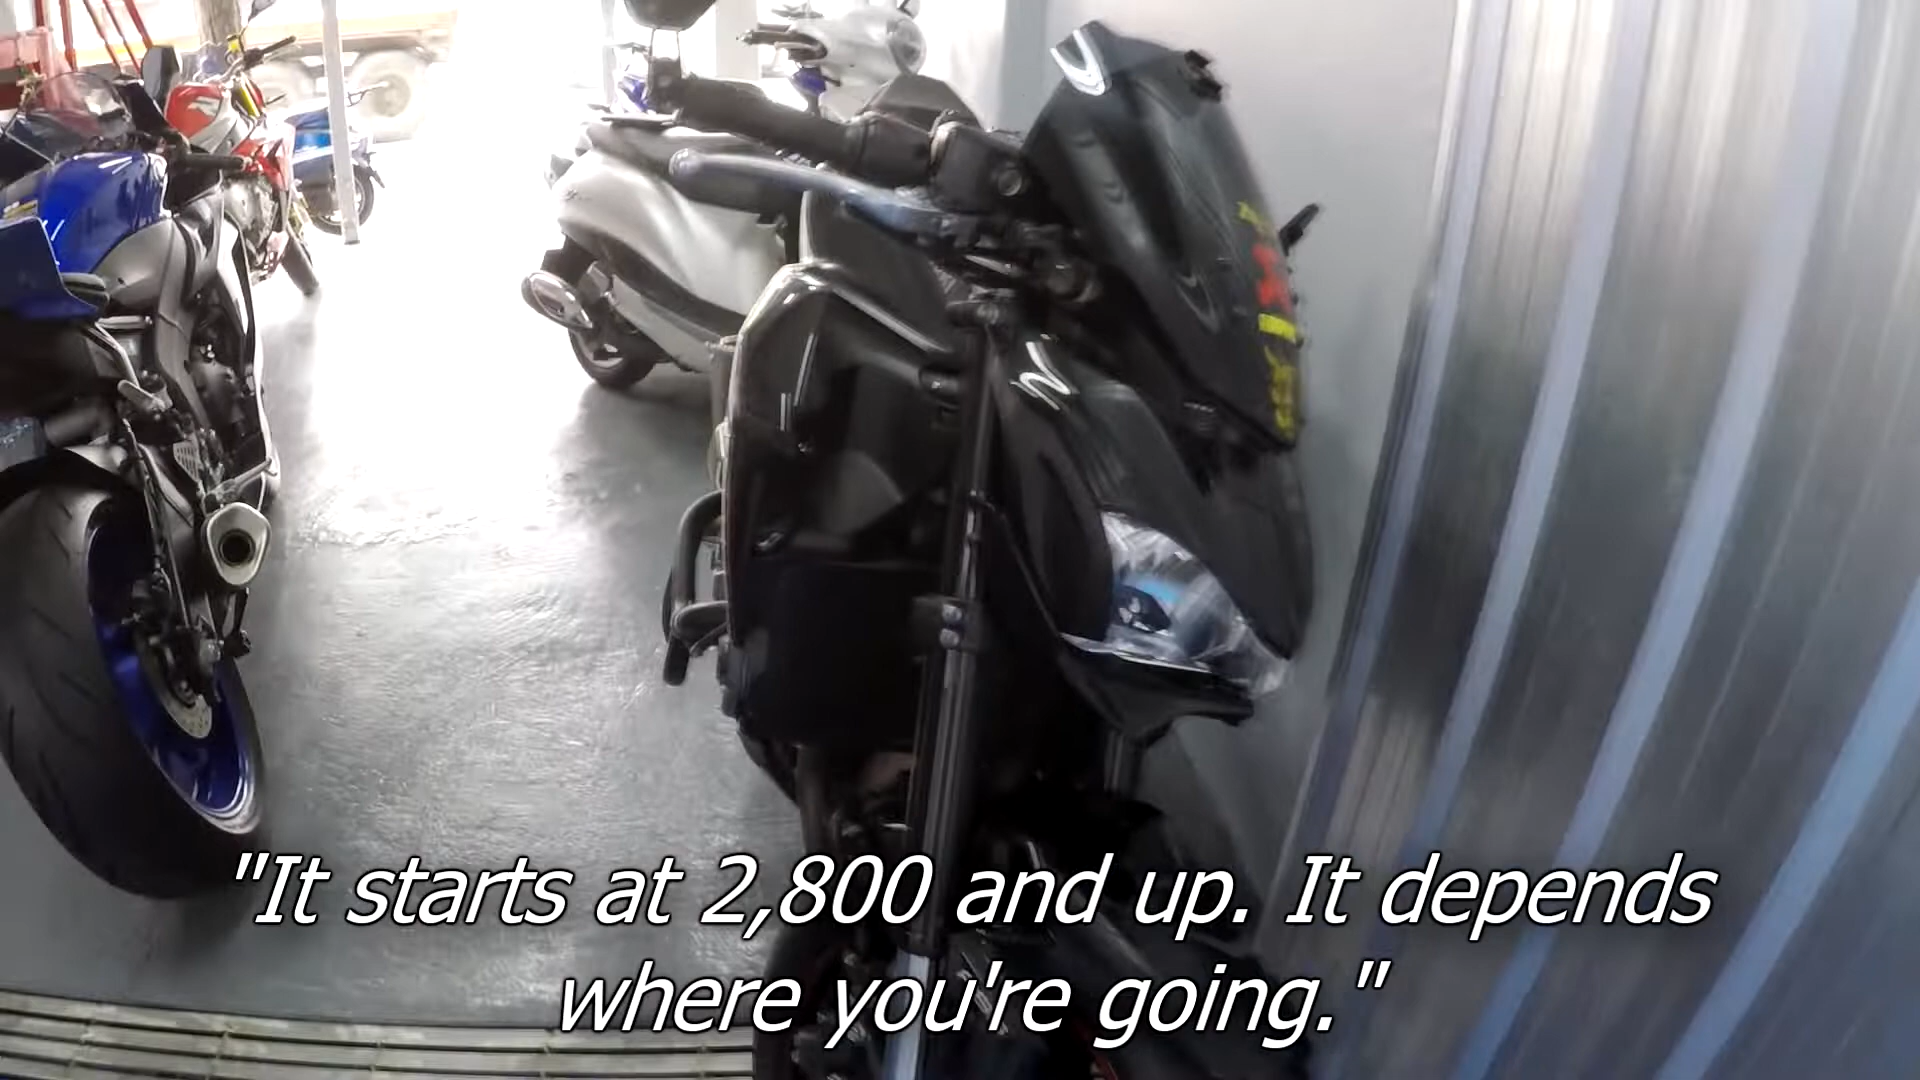 "It starts at 2,800 and up. It depends
where you're going."